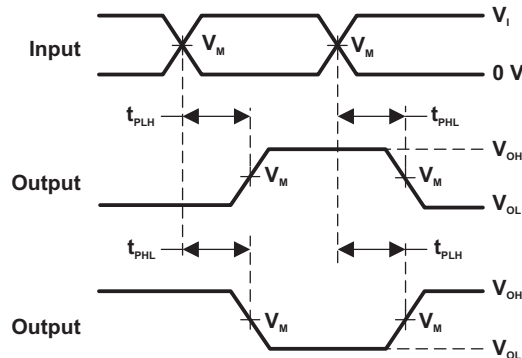 V_I
Input V_M V_M
0 V
t_PLH t_PHL
V_OH
Output V_M V_M
V_OL
t_PHL t_PLH
V_OH
Output V_M V_M
V_OL